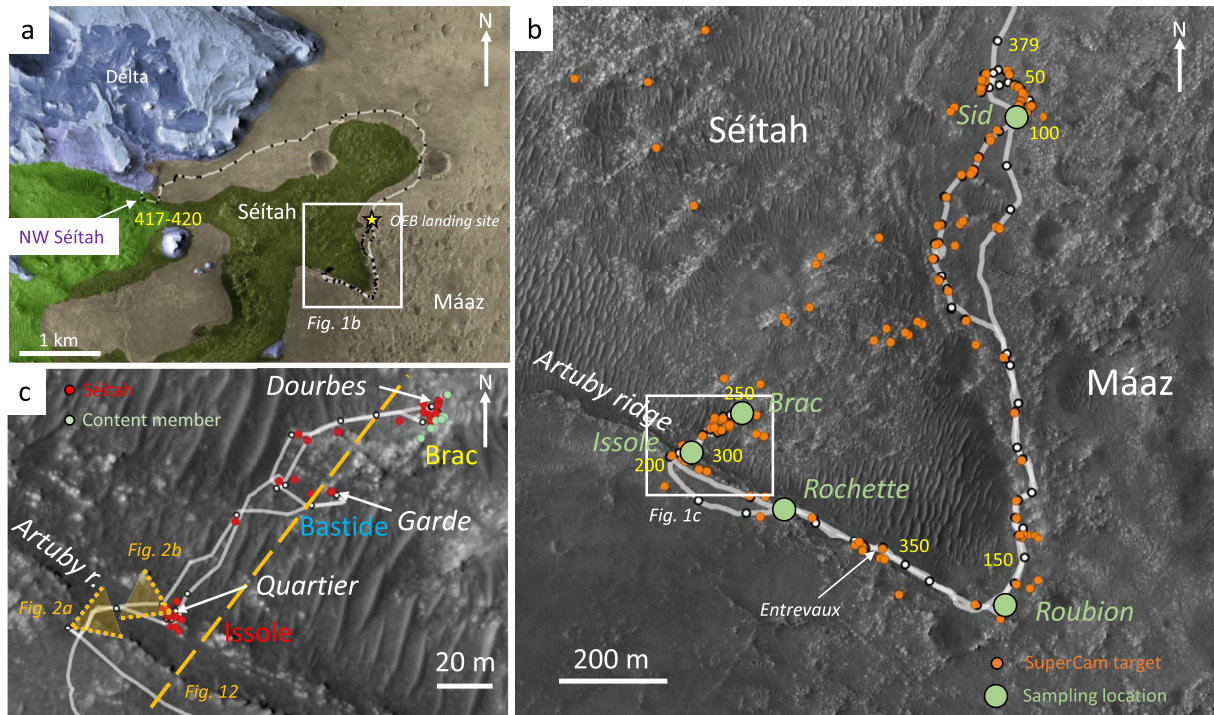 a
N
Délta
Séítah
417-420
NW Séítah
OEB landing site
Máaz
Fig. 1b
1 km
b
N
379
50
Sid
100
Séítah
Máaz
Artuby ridge
250
Brac
Issole
300
200
Rochette
Fig. 1c
350
150
Entrevaux
Roubion
200 m
SuperCam target
Sampling location
c
N
Séítah
Content member
Dourbes
Brac
Garde
Bastide
Artuby r.
Fig. 2b
Quartier
Fig. 2a
Issole
20 m
Fig. 12